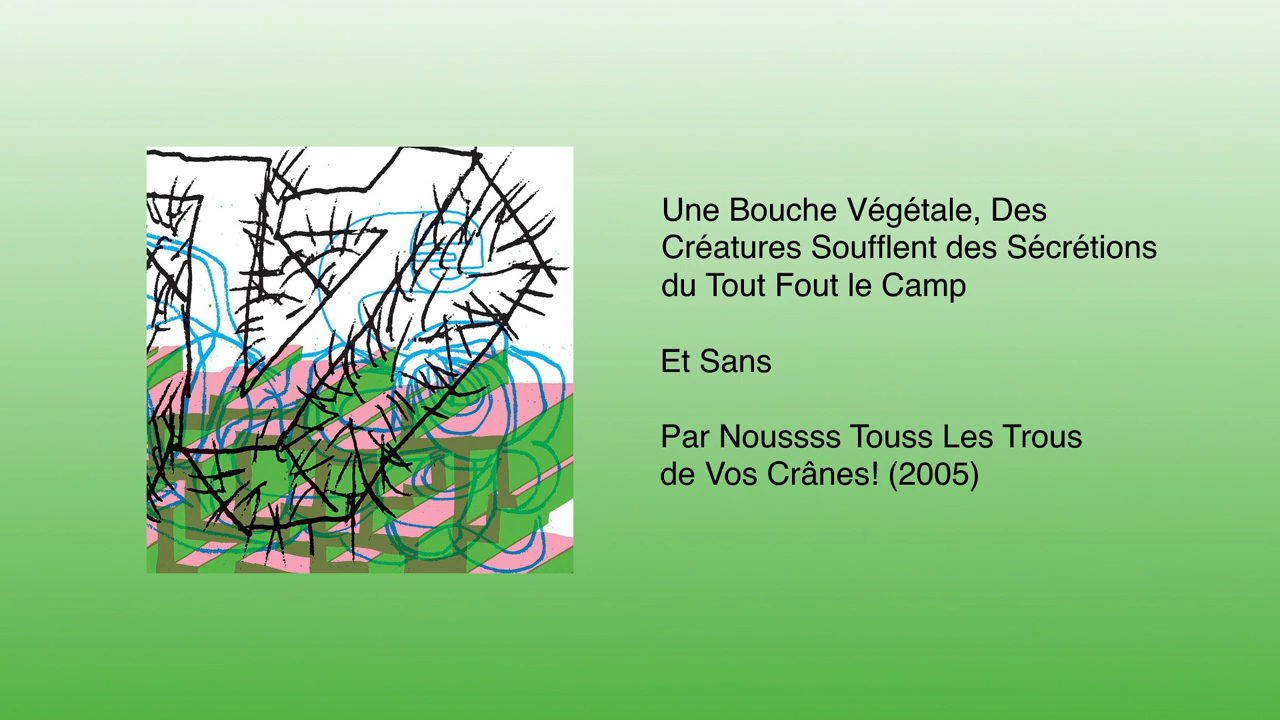 Une Bouche Végétale, Des
Créatures Soufflent des Sécrétions
du Tout Fout le Camp
Et Sans
Par Noussss Touss Les Trous
de Vos Crânes! (2005)